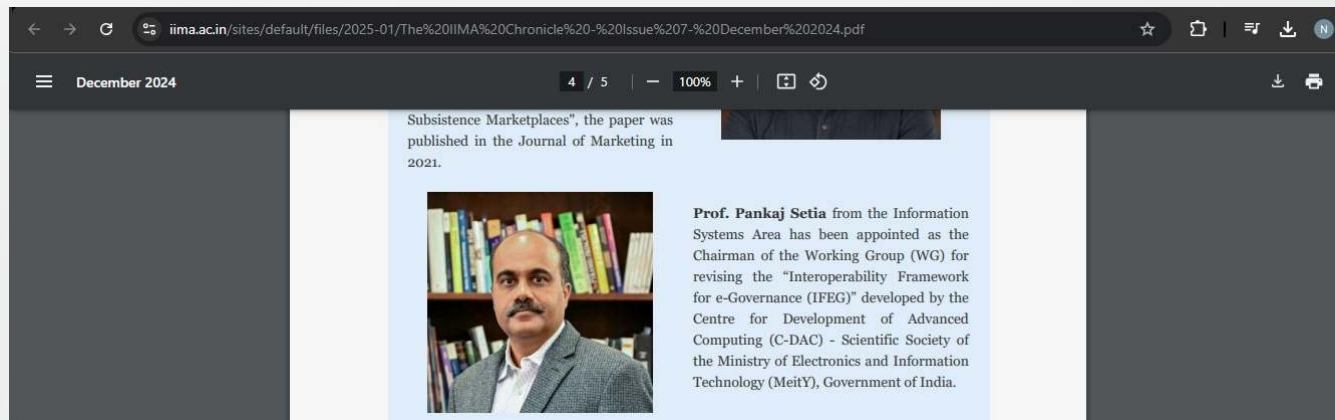 iima.ac.in/sites/default/files/2025-01/The%20IIMA%20Chronicle%20-%20Issue%207-%20December%202024.pdf
N
December 2024
4 / 5
100%
Subsistence Marketplaces", the paper was
published in the Journal of Marketing in
2021.
Prof. Pankaj Setia from the Information
Systems Area has been appointed as the
Chairman of the Working Group (WG) for
revising the "Interoperability Framework
for e-Governance (IFEG)" developed by the
Centre for Development of Advanced
Computing (C-DAC) - Scientific Society of
the Ministry of Electronics and Information
Technology (MeitY), Government of India.